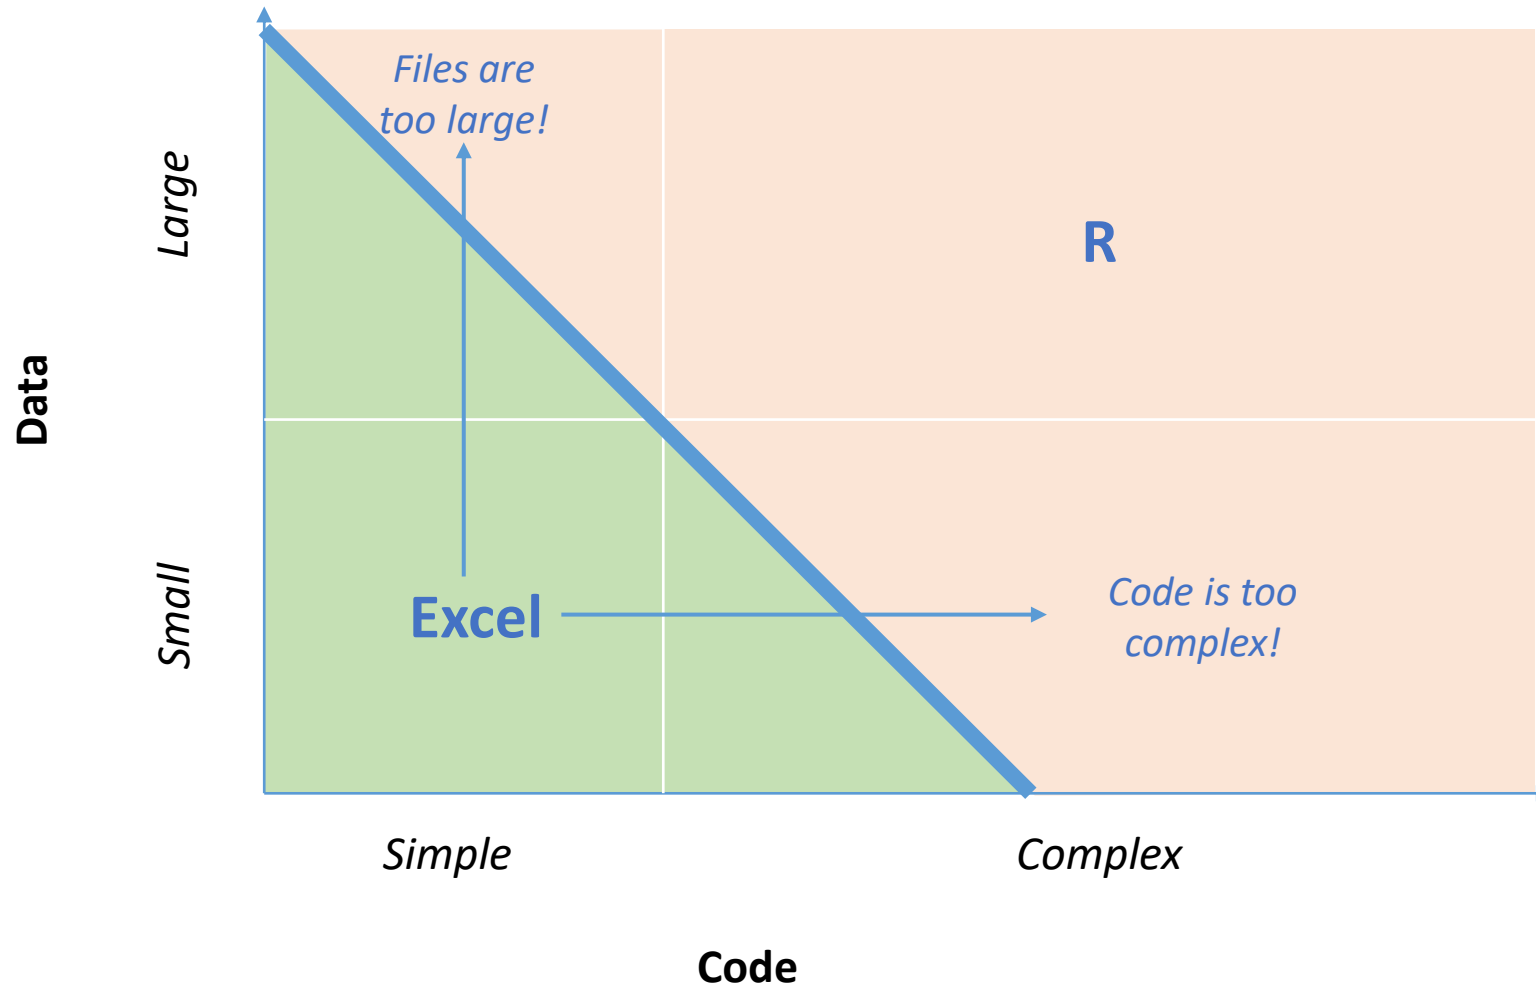 Files are
too large!
Large
R
Data
Small
Excel
Code is too
complex!
Simple
Complex
Code